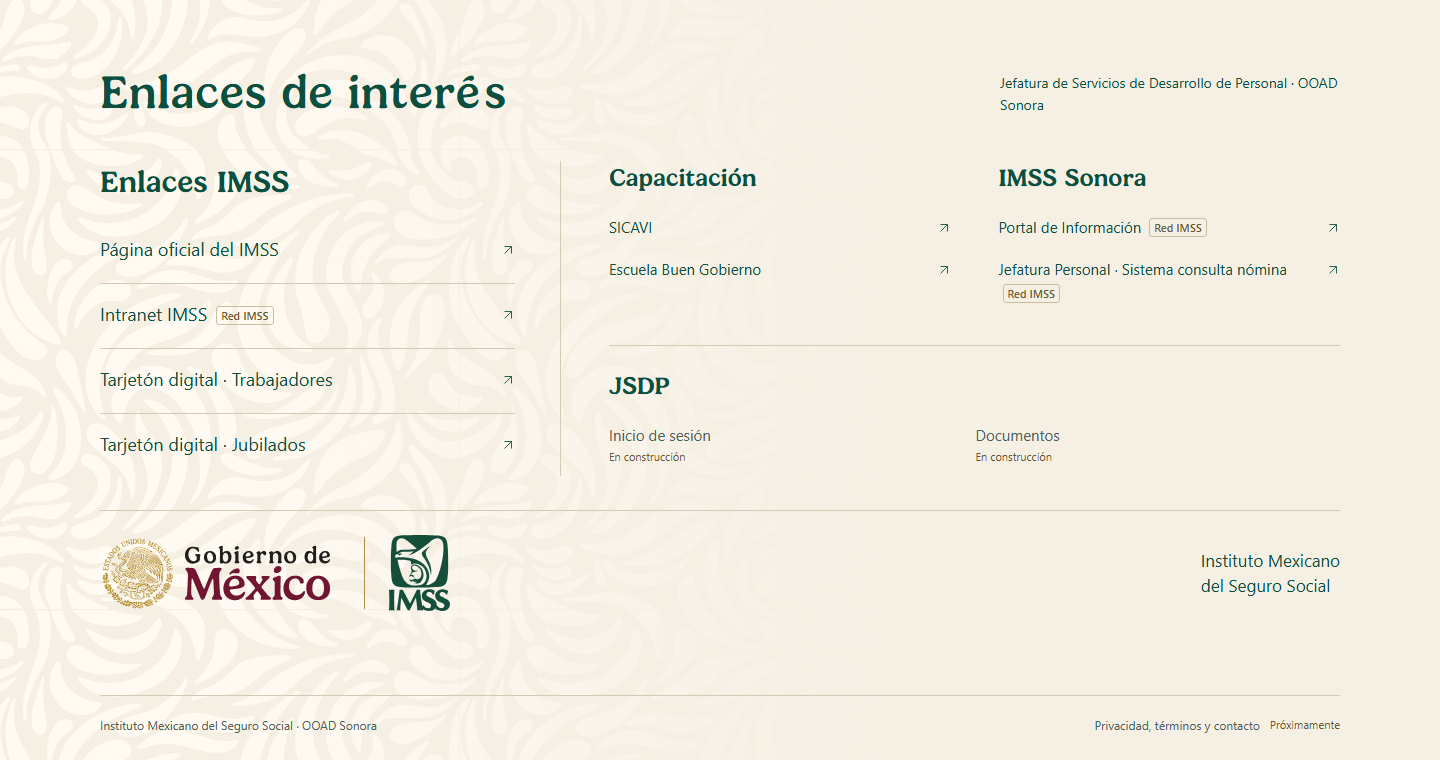 Enlaces de interés
Jefatura de Servicios de Desarrollo de Personal · OOAD
Sonora
Enlaces IMSS
Página oficial del IMSS
Intranet IMSS Red IMSS
Tarjetón digital · Trabajadores
Tarjetón digital · Jubilados
Capacitación
SICAVI
Escuela Buen Gobierno
IMSS Sonora
Portal de Información Red IMSS
Jefatura Personal · Sistema consulta nómina
Red IMSS
JSDP
Inicio de sesión
En construcción
Documentos
En construcción
ESTADOS UNIDOS MEXICANOS
Gobierno de
México
IMSS
Instituto Mexicano
del Seguro Social
Instituto Mexicano del Seguro Social · OOAD Sonora
Privacidad, términos y contacto Próximamente